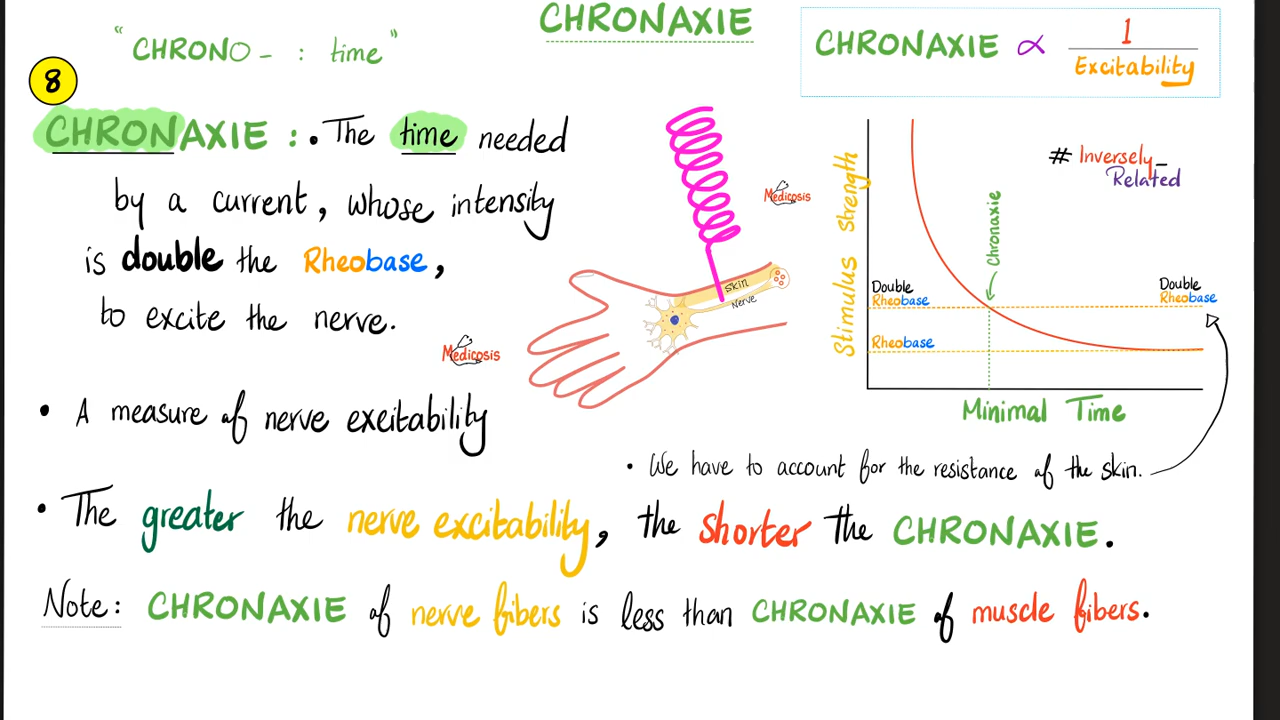 CHRONAXIE
"CHRONO- : time"
CHRONAXIE ∝ 1
Excitability
8
CHRONAXIE : • The time needed
by a current, whose intensity
is double the Rheobase,
to excite the nerve.
Medicosis
• A measure of nerve exeitability
Medicosis
Skin
Nerve
# Inversely-
Related
Stimulus Strength
Chronaxie
Double
Rheobase
Double
Rheobase
Rheobase
Minimal Time
• We have to account for the resistance of the skin.
• The greater the nerve excitability, the shorter the CHRONAXIE.
Note: CHRONAXIE of nerve fibers is less than CHRONAXIE of muscle fibers.